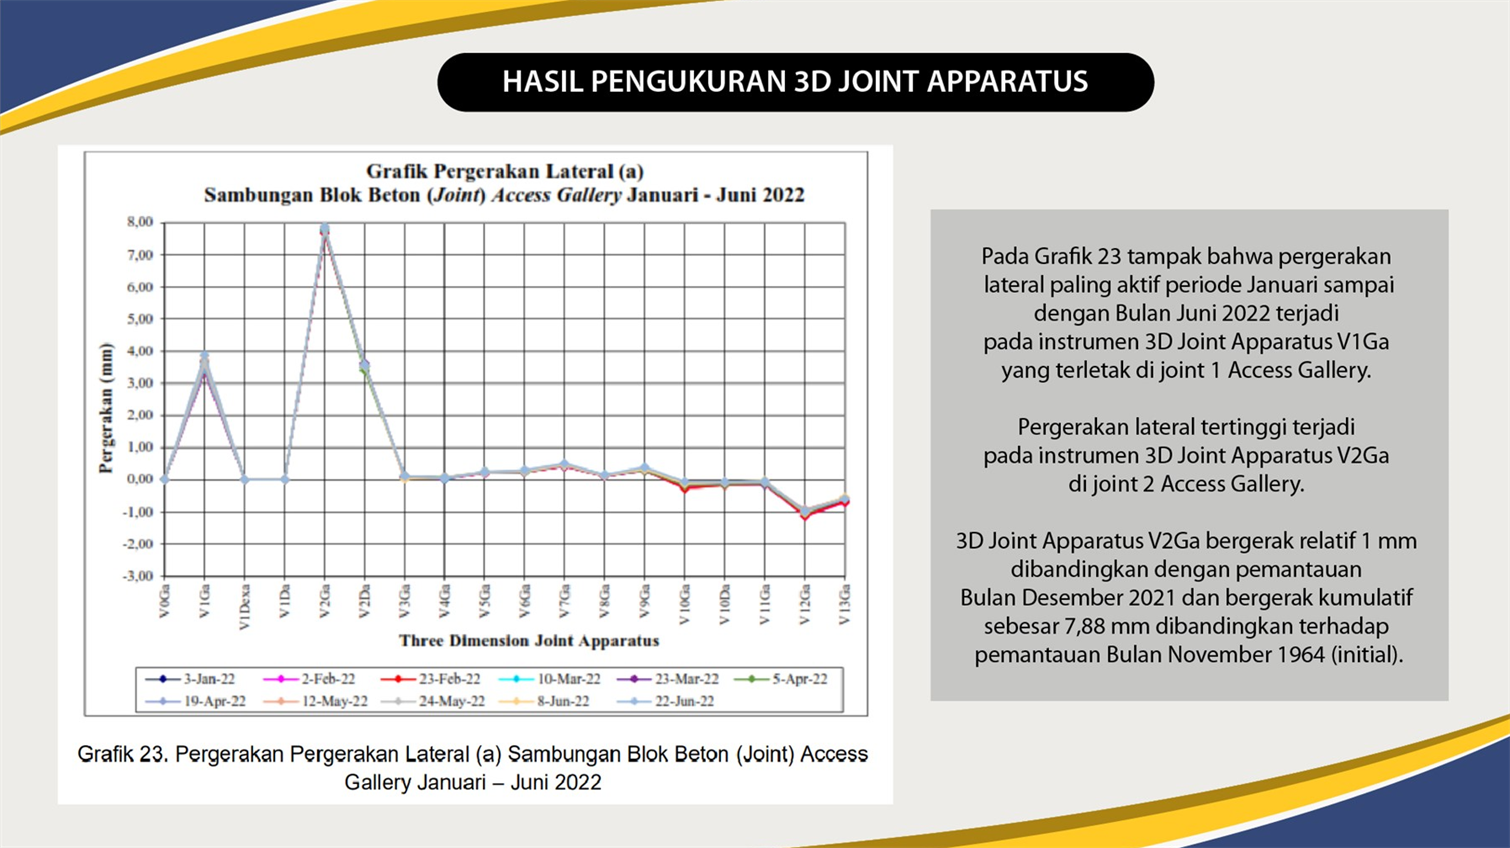 HASIL PENGUKURAN 3D JOINT APPARATUS
Grafik Pergerakan Lateral (a)
Sambungan Blok Beton (Joint) Access Gallery Januari - Juni 2022
8,00
7,00
6,00
5,00
4,00
3,00
2,00
1,00
0,00
-1,00
-2,00
-3,00
Pergerakan (mm)
V0Ga
V1Ga
V1Dexa
V1Da
V2Ga
V2Da
V3Ga
V4Ga
V5Ga
V6Ga
V7Ga
V8Ga
V9Ga
V10Ga
V10Da
V11Ga
V12Ga
V13Ga
Three Dimension Joint Apparatus
3-Jan-22 2-Feb-22 23-Feb-22 10-Mar-22 23-Mar-22 5-Apr-22
19-Apr-22 12-May-22 24-May-22 8-Jun-22 22-Jun-22
Grafik 23. Pergerakan Pergerakan Lateral (a) Sambungan Blok Beton (Joint) Access
Gallery Januari – Juni 2022
Pada Grafik 23 tampak bahwa pergerakan
lateral paling aktif periode Januari sampai
dengan Bulan Juni 2022 terjadi
pada instrumen 3D Joint Apparatus V1Ga
yang terletak di joint 1 Access Gallery.
Pergerakan lateral tertinggi terjadi
pada instrumen 3D Joint Apparatus V2Ga
di joint 2 Access Gallery.
3D Joint Apparatus V2Ga bergerak relatif 1 mm
dibandingkan dengan pemantauan
Bulan Desember 2021 dan bergerak kumulatif
sebesar 7,88 mm dibandingkan terhadap
pemantauan Bulan November 1964 (initial).